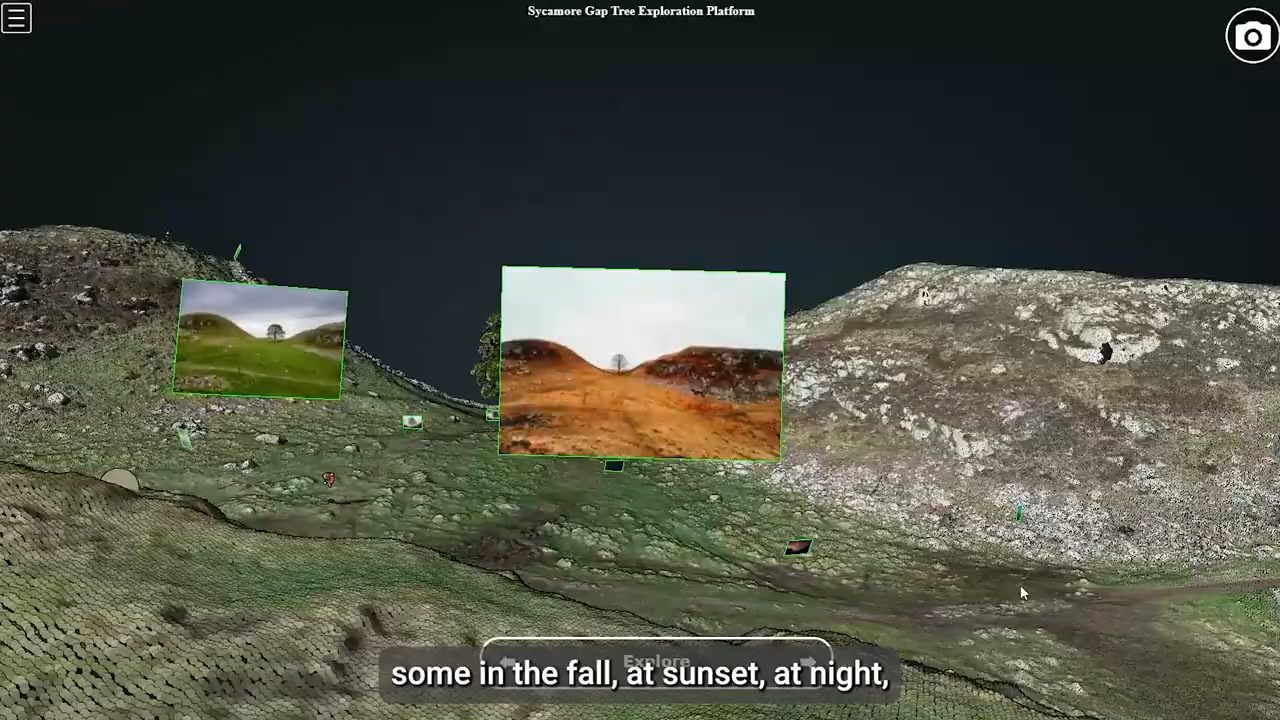 Sycamore Gap Tree Exploration Platform
Explore
some in the fall, at sunset, at night,